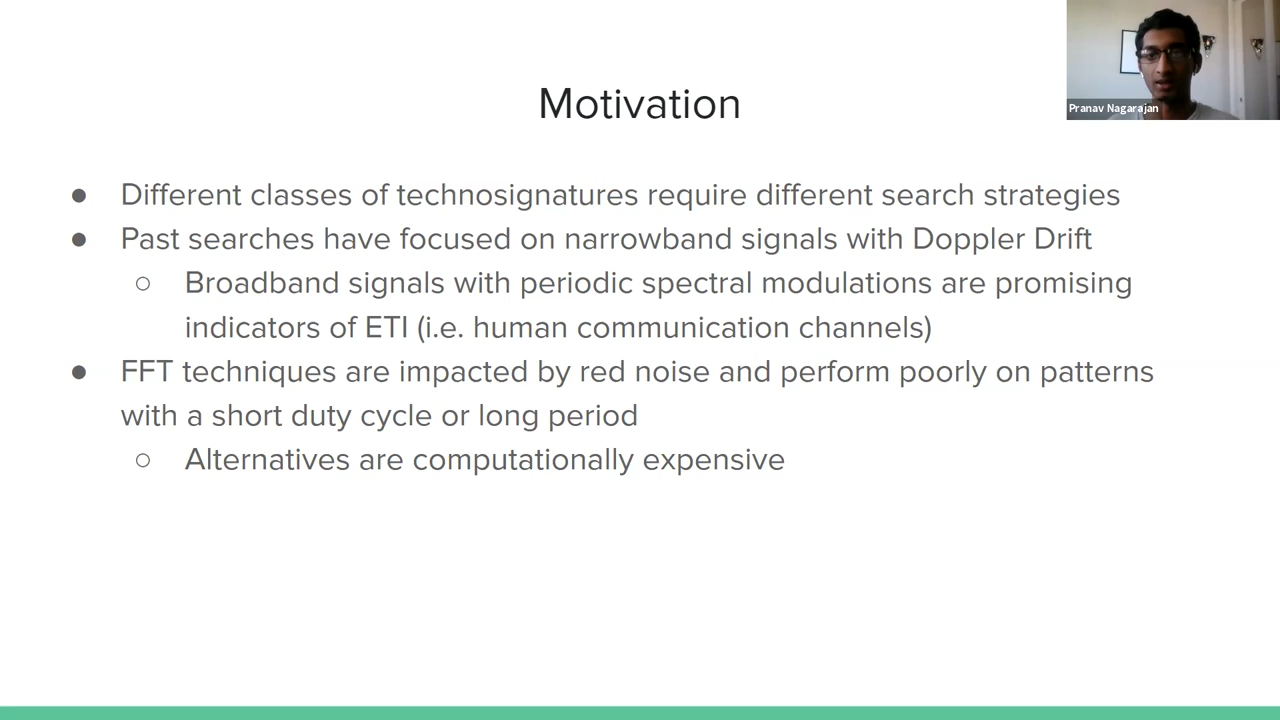 Motivation
Pranav Nagarajan
● Different classes of technosignatures require different search strategies
● Past searches have focused on narrowband signals with Doppler Drift
○ Broadband signals with periodic spectral modulations are promising
indicators of ETI (i.e. human communication channels)
● FFT techniques are impacted by red noise and perform poorly on patterns
with a short duty cycle or long period
○ Alternatives are computationally expensive